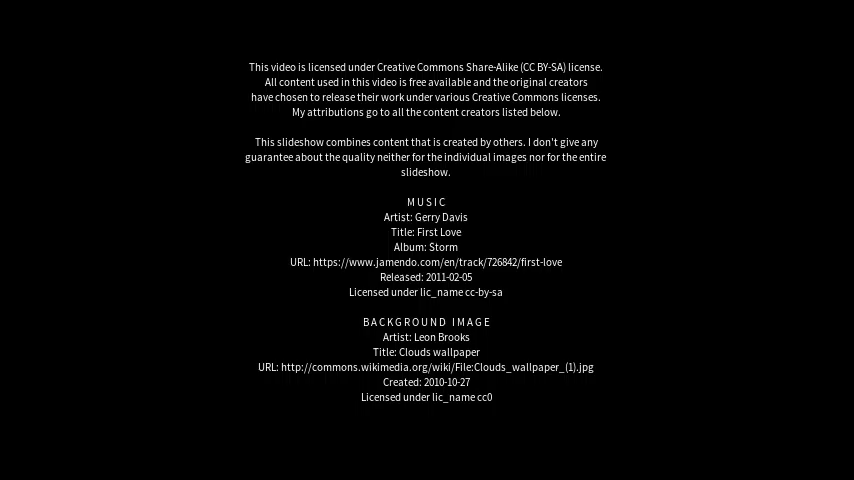 This video is licensed under Creative Commons Share-Alike (CC BY-SA) license.
All content used in this video is free available and the original creators
have chosen to release their work under various Creative Commons licenses.
My attributions go to all the content creators listed below.
This slideshow combines content that is created by others. I don't give any
guarantee about the quality neither for the individual images nor for the entire
slideshow.
MUSIC
Artist: Gerry Davis
Title: First Love
Album: Storm
URL: https://www.jamendo.com/en/track/726842/first-love
Released: 2011-02-05
Licensed under lic_name cc-by-sa
BACKGROUND IMAGE
Artist: Leon Brooks
Title: Clouds wallpaper
URL: http://commons.wikimedia.org/wiki/File:Clouds_wallpaper_(1).jpg
Created: 2010-10-27
Licensed under lic_name cc0